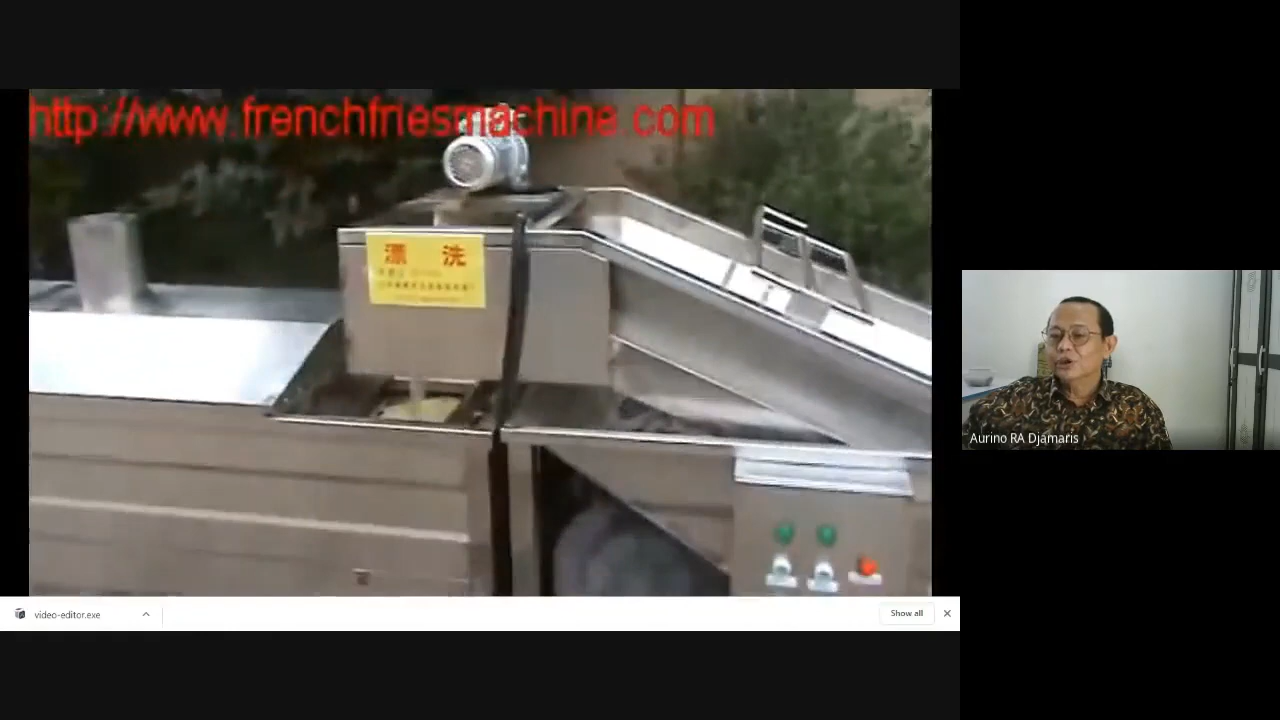 http://www.frenchfriesmachine.com
漂 洗
Aurino RA Djamaris
video-editor.exe
Show all